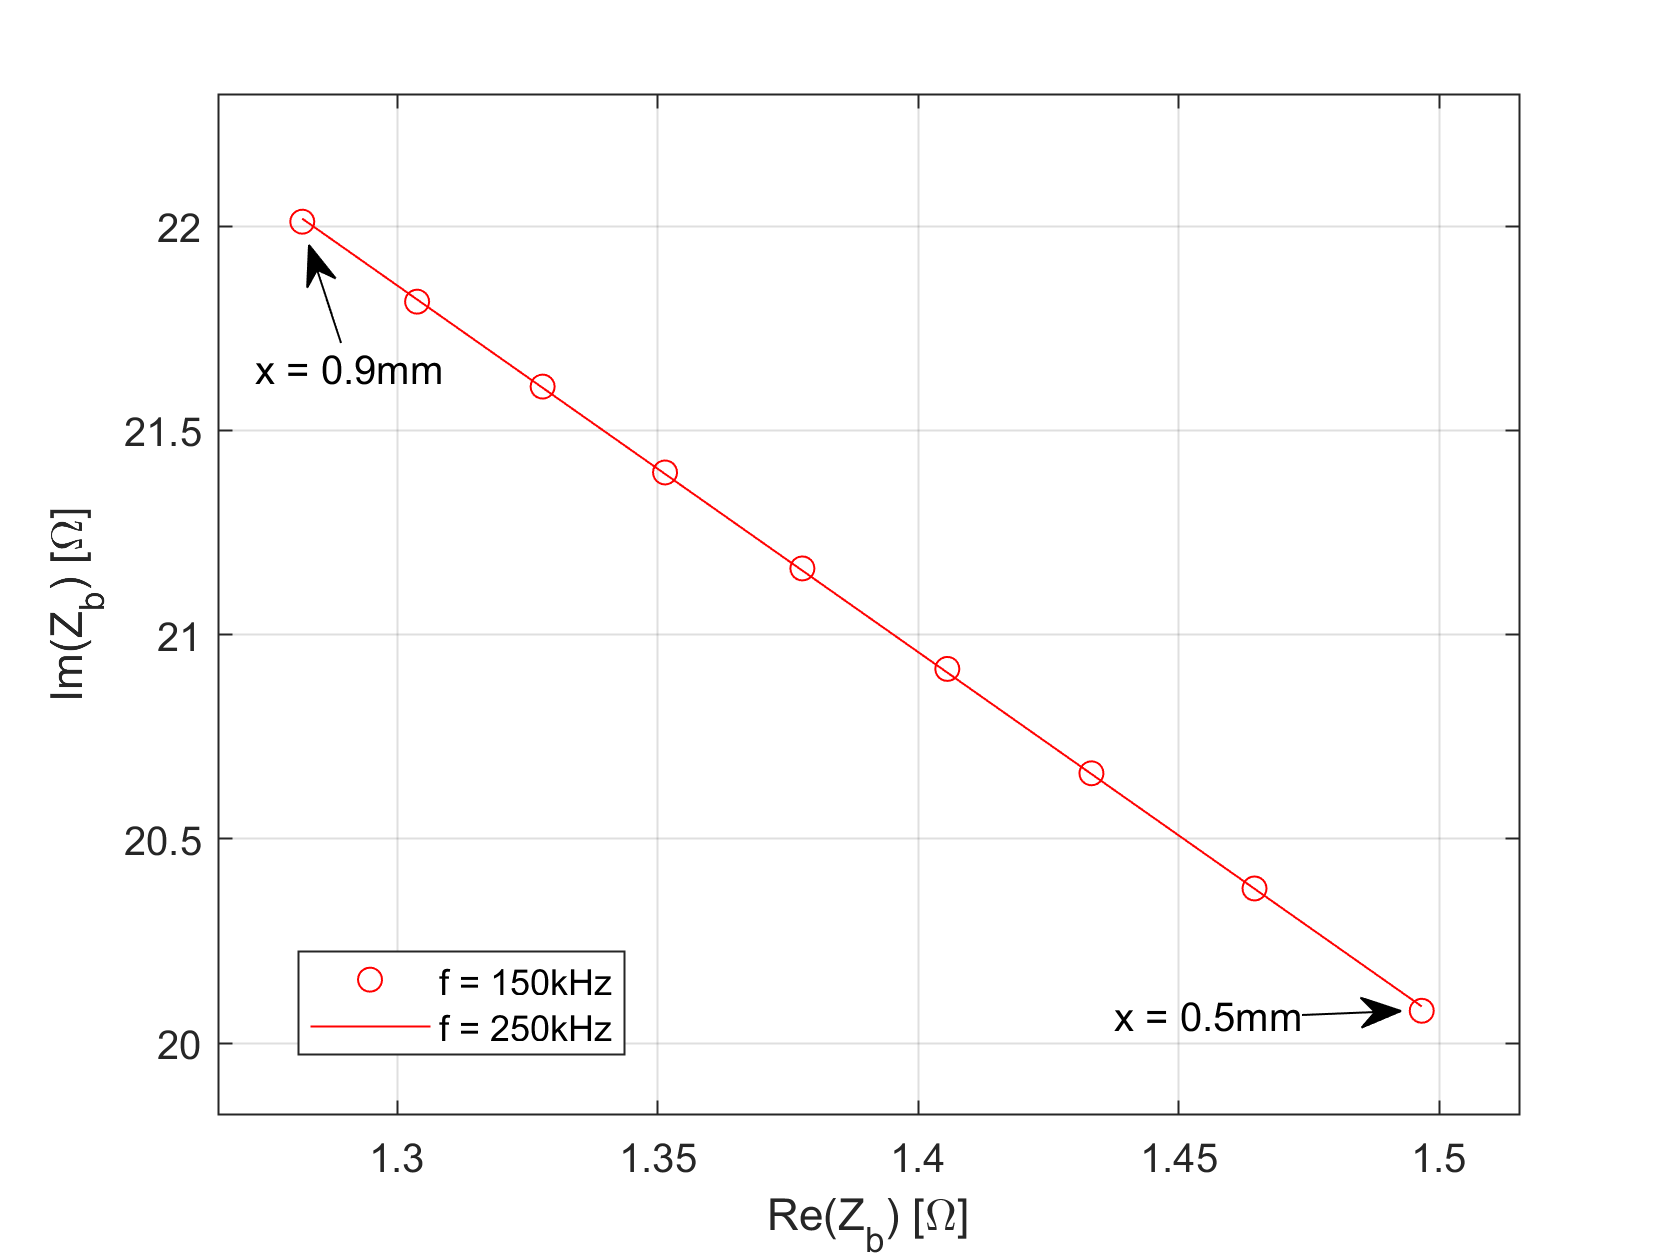 22
21.5
21
20.5
20
Im(Z_b) [Ω]
x = 0.9mm
x = 0.5mm
f = 150kHz
f = 250kHz
1.3 1.35 1.4 1.45 1.5
Re(Z_b) [Ω]